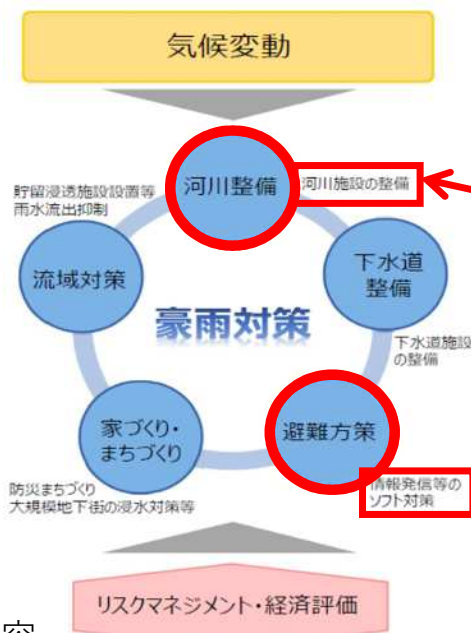 気候変動
河川整備
河川施設の整備
貯留浸透施設設置等
雨水流出抑制
流域対策
下水道
整備
豪雨対策
下水道施設
の整備
家づくり・
まちづくり
避難方策
防災まちづくり
大規模地下街の浸水対策等
情報発信等の
ソフト対策
リスクマネジメント・経済評価